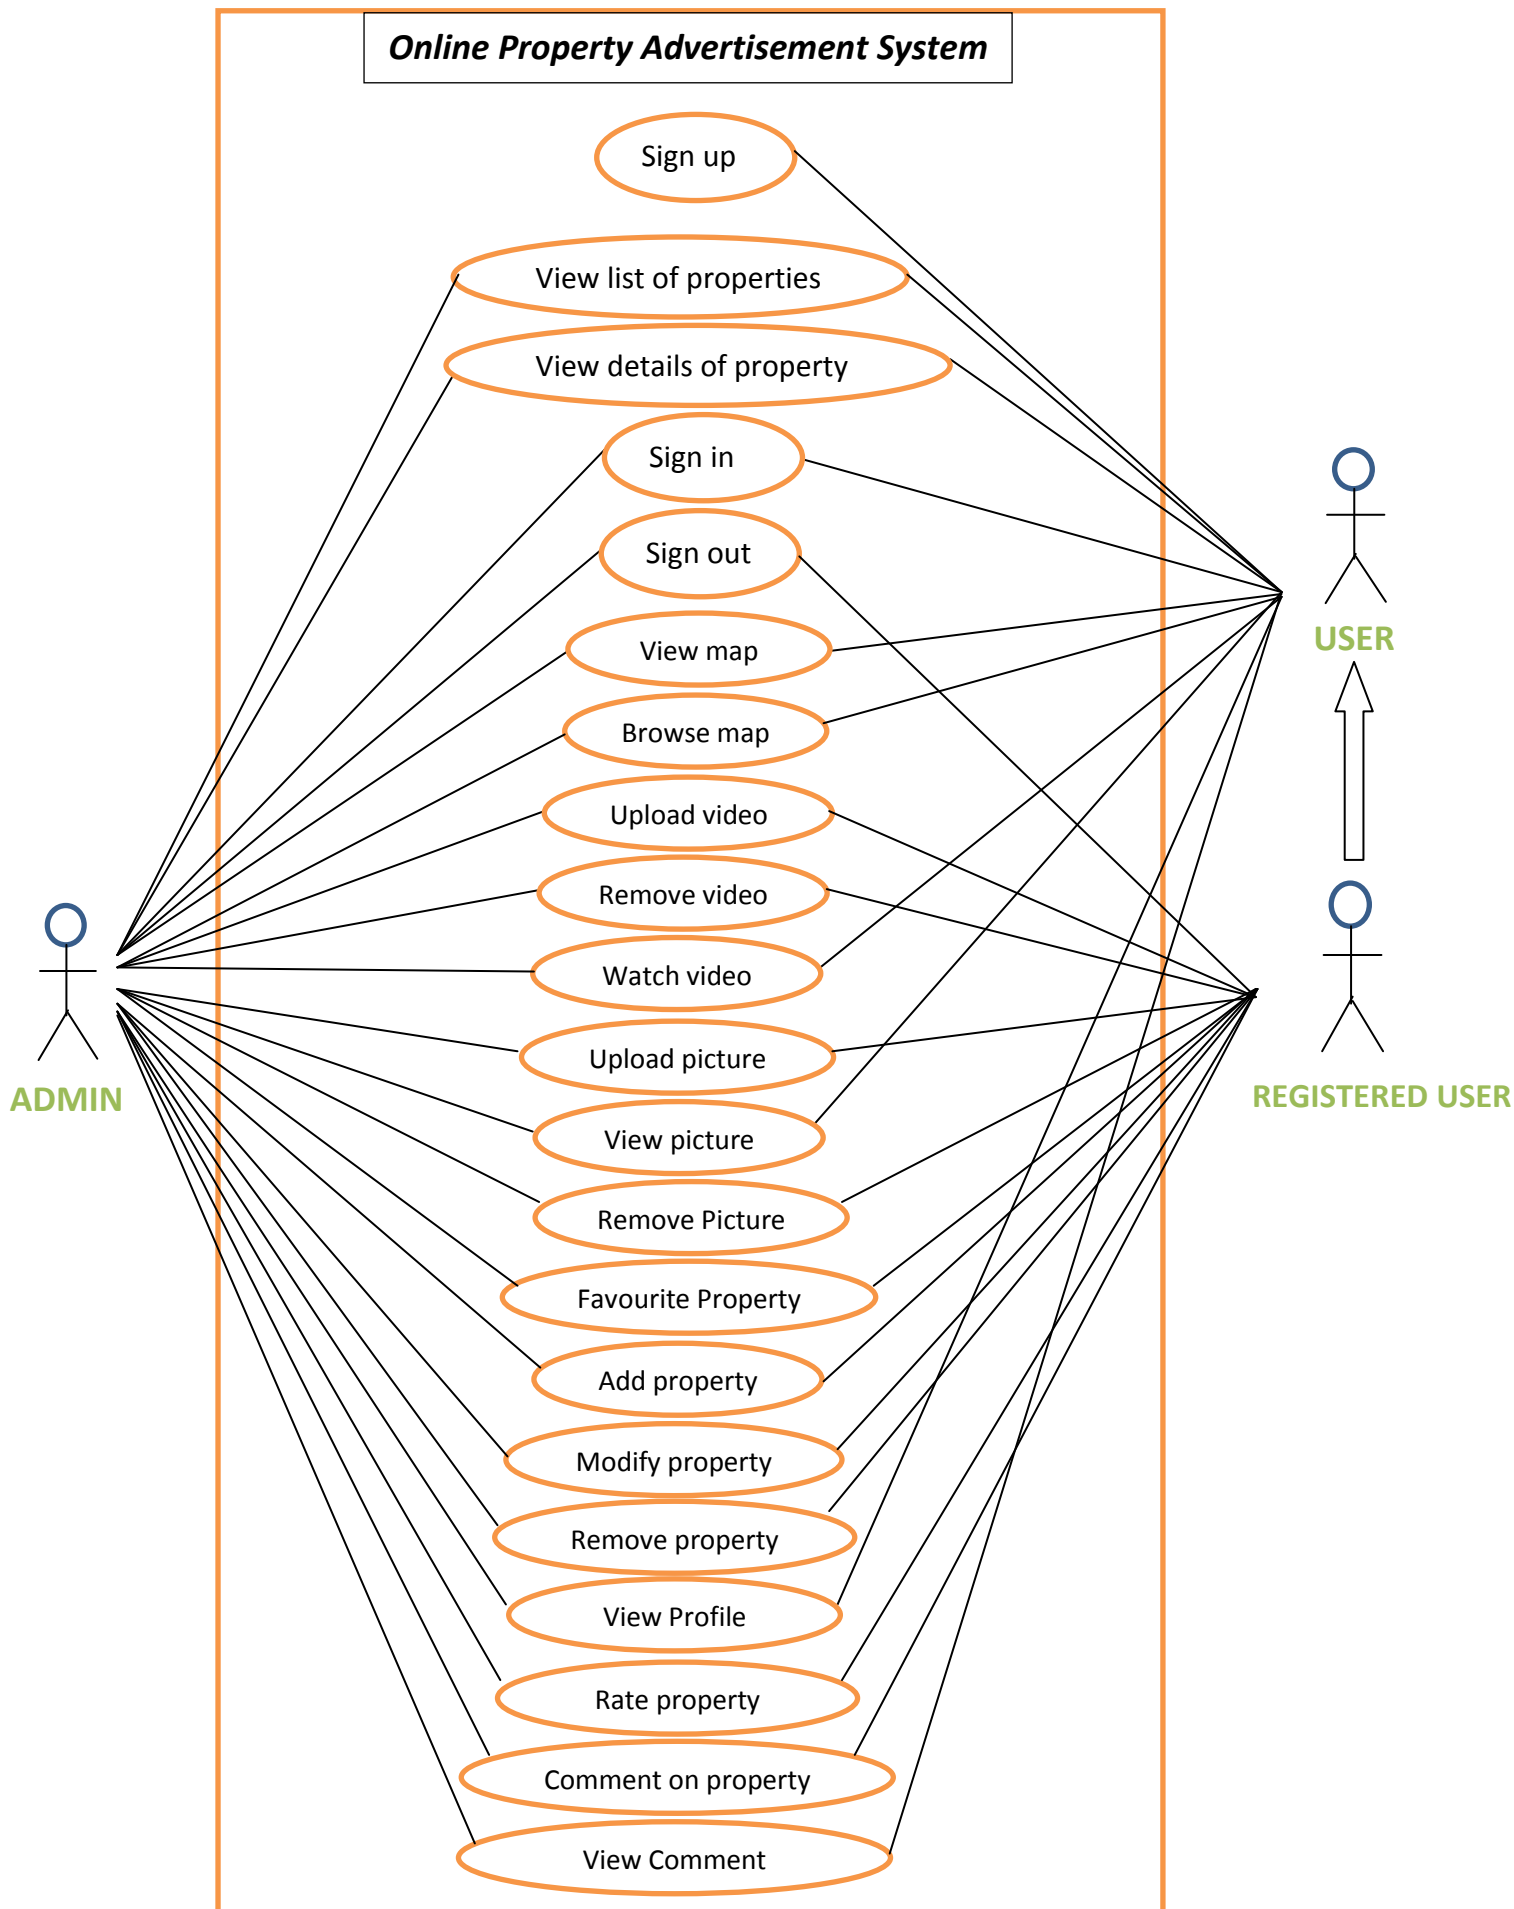 Online Property Advertisement System
Sign up
View list of properties
View details of property
Sign in
Sign out
View map
USER
Browse map
Upload video
Remove video
Watch video
Upload picture
ADMIN
REGISTERED USER
View picture
Remove Picture
Favourite Property
Add property
Modify property
Remove property
View Profile
Rate property
Comment on property
View Comment